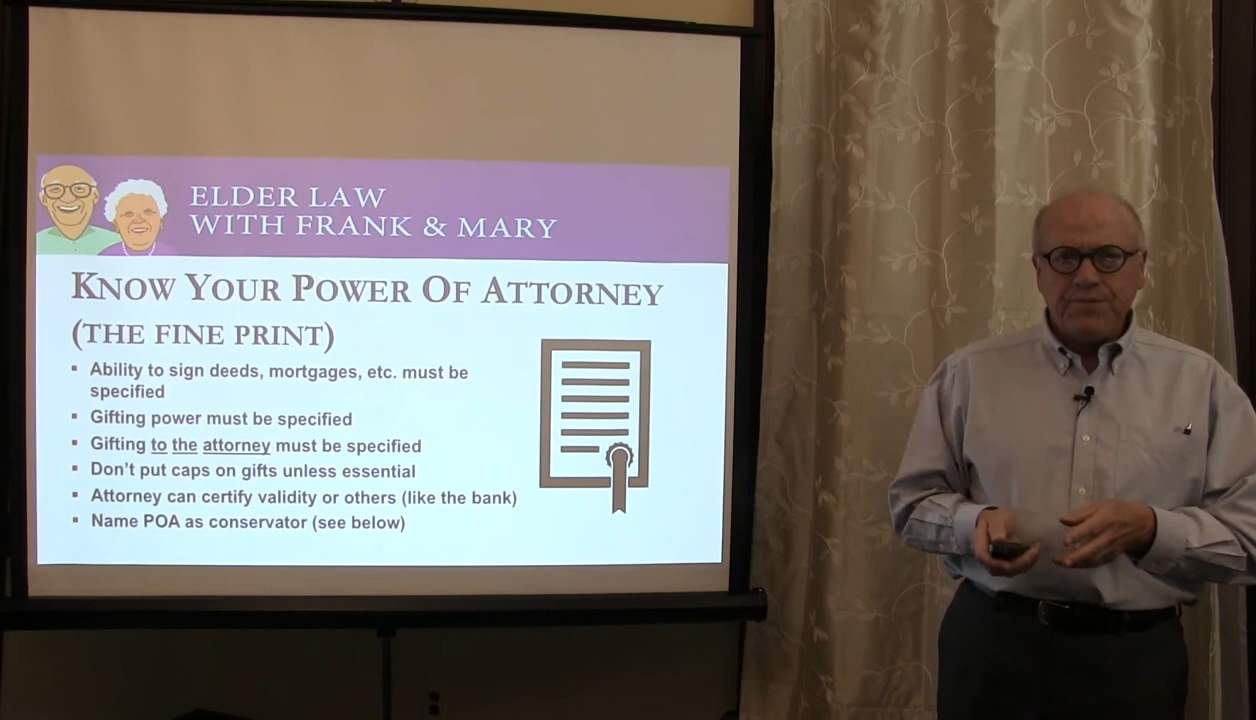 ELDER LAW
WITH FRANK & MARY
KNOW YOUR POWER OF ATTORNEY
(THE FINE PRINT)
▪ Ability to sign deeds, mortgages, etc. must be
specified
▪ Gifting power must be specified
▪ Gifting to the attorney must be specified
▪ Don't put caps on gifts unless essential
▪ Attorney can certify validity or others (like the bank)
▪ Name POA as conservator (see below)